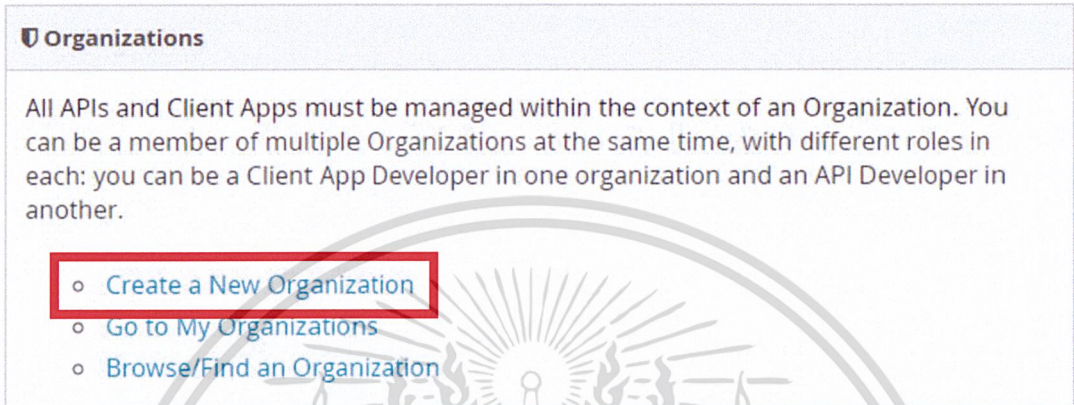 Organizations
All APIs and Client Apps must be managed within the context of an Organization. You
can be a member of multiple Organizations at the same time, with different roles in
each: you can be a Client App Developer in one organization and an API Developer in
another.
Create a New Organization
Go to My Organizations
Browse/Find an Organization